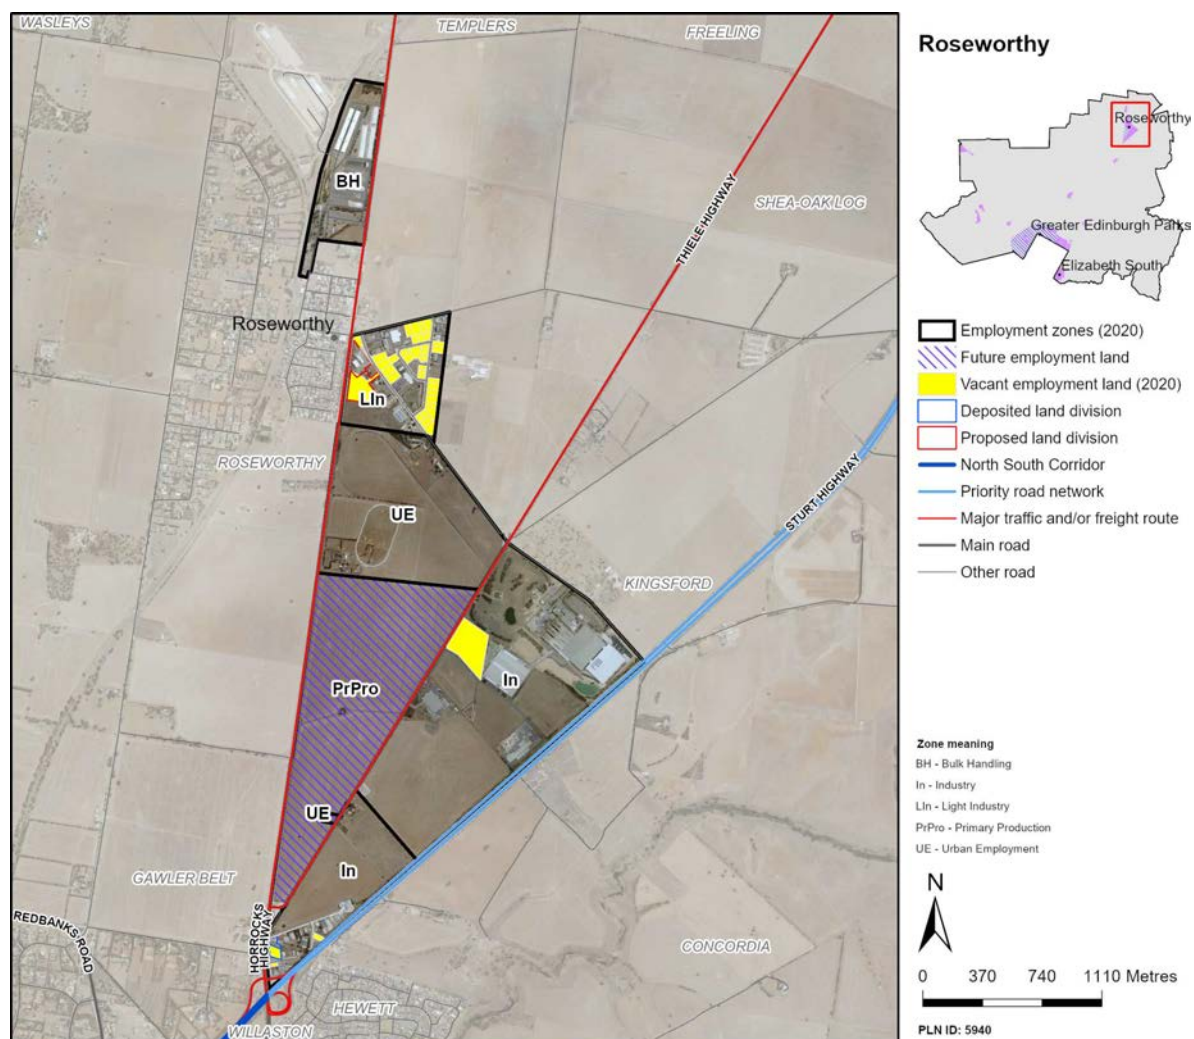 WASLEYS
TEMPLERS
FREELING
BH
THIELE HIGHWAY
SHEA-OAK LOG
Roseworthy
LIn
ROSEWORTHY
UE
STURT HIGHWAY
KINGSFORD
PrPro
In
UE
In
GAWLER BELT
HORROCKS
HIGHWAY
REDBANKS ROAD
CONCORDIA
HEWETT
WILLASTON
Roseworthy
Roseworthy
Greater Edinburgh Parks
Elizabeth South
Employment zones (2020)
Future employment land
Vacant employment land (2020)
Deposited land division
Proposed land division
North South Corridor
Priority road network
Major traffic and/or freight route
Main road
Other road
Zone meaning
BH - Bulk Handling
In - Industry
LIn - Light Industry
PrPro - Primary Production
UE - Urban Employment
N
0 370 740 1110 Metres
PLN ID: 5940